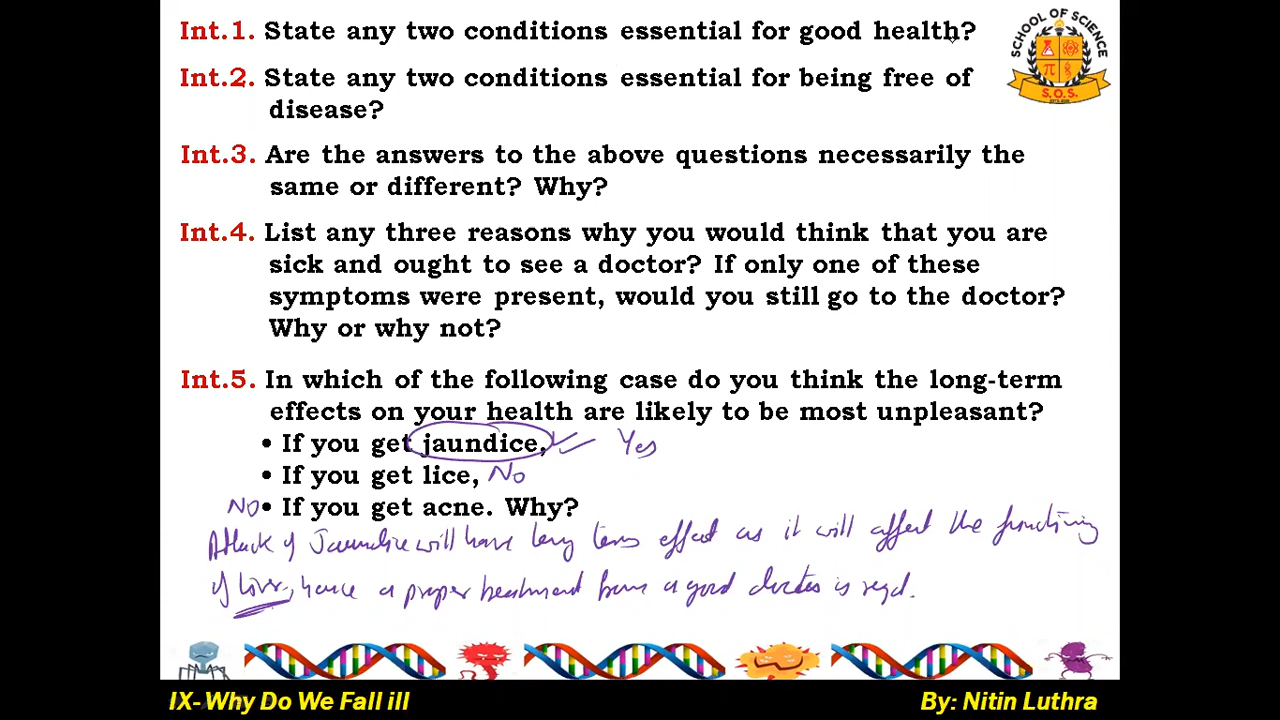 Int.1. State any two conditions essential for good health?
SCHOOL OF SCIENCE
S.O.S.
Int.2. State any two conditions essential for being free of
disease?
Int.3. Are the answers to the above questions necessarily the
same or different? Why?
Int.4. List any three reasons why you would think that you are
sick and ought to see a doctor? If only one of these
symptoms were present, would you still go to the doctor?
Why or why not?
Int.5. In which of the following case do you think the long-term
effects on your health are likely to be most unpleasant?
• If you get jaundice, Yes
• If you get lice, No
NO • If you get acne. Why?
Attack of Jaundice will have long term effect as it will affect the functioning
of liver, hence a proper treatment from a good doctor is reqd.
IX-Why Do We Fall ill
By: Nitin Luthra